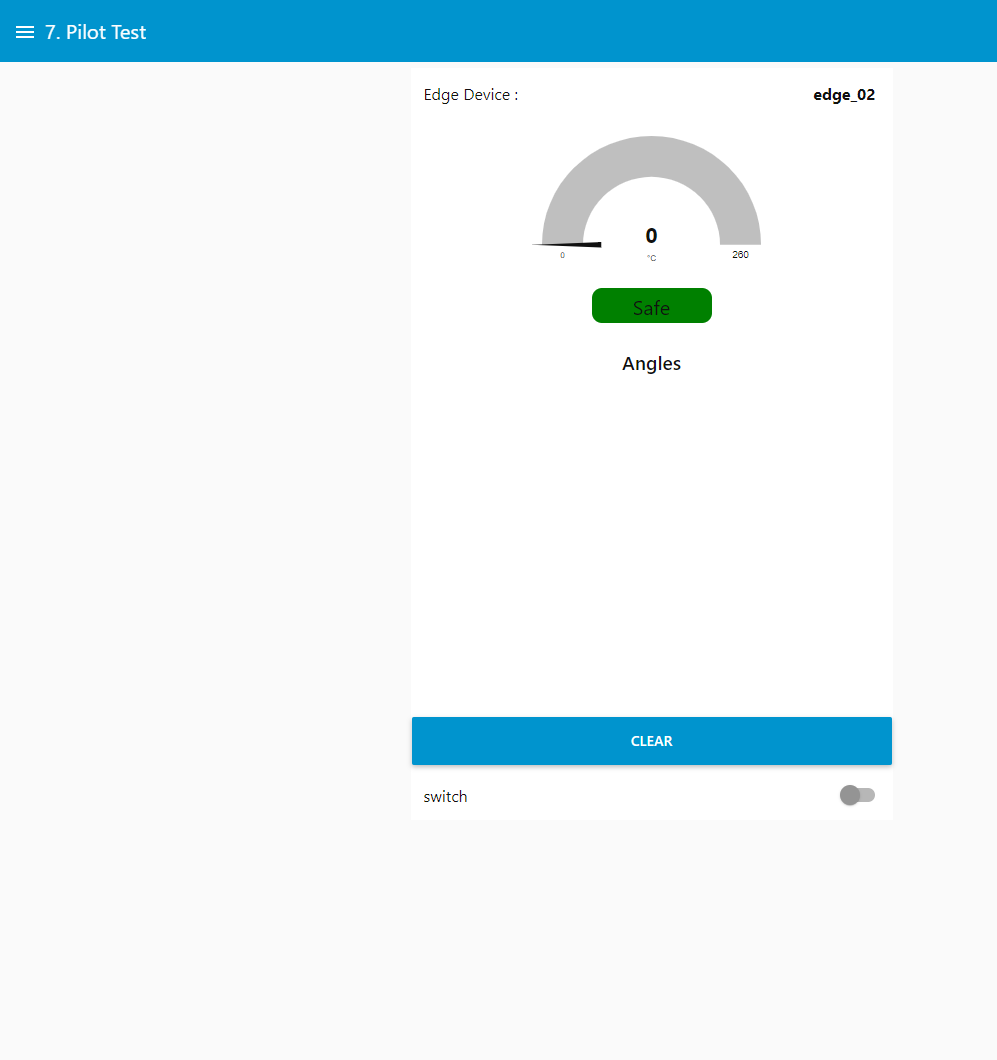 7. Pilot Test
Edge Device : edge_02
0
0 °C 260
Safe
Angles
CLEAR
switch